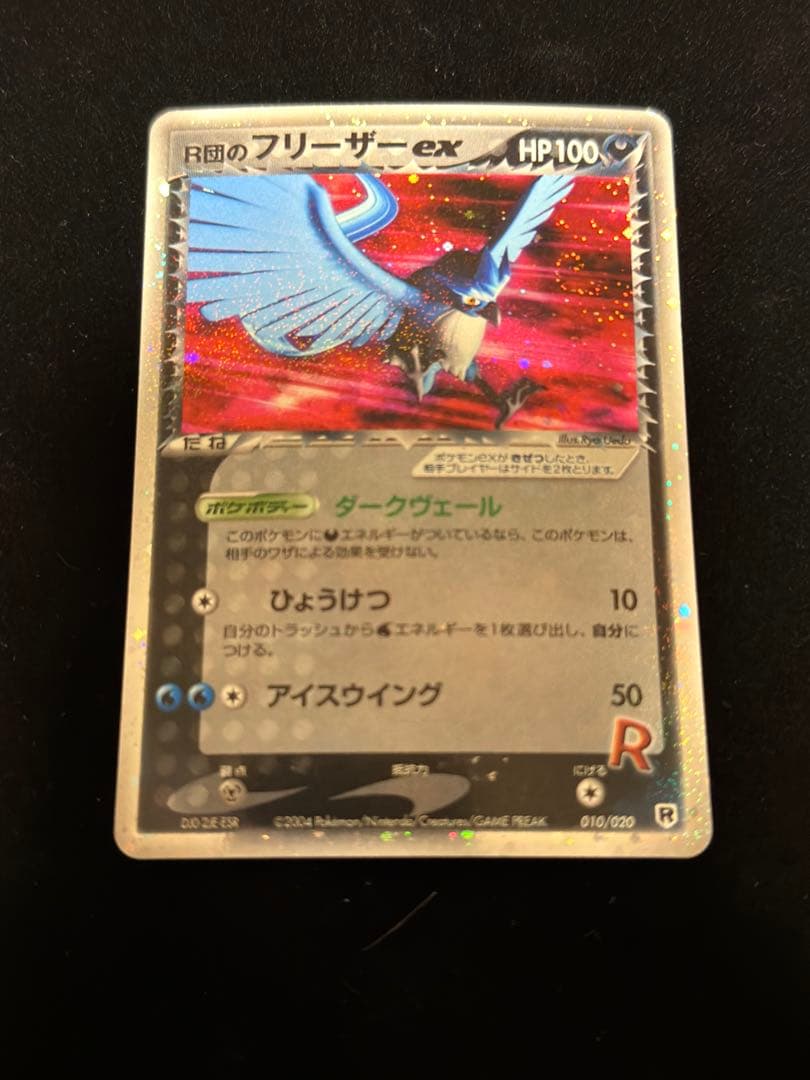 R団のフリーザーex HP100
たね
illus.Ryo Ueda
ポケモンexが きぜつしたとき、
相手プレイヤーはサイドを2枚とります。
ポケボディー ダークヴェール
このポケモンにエネルギーがついているなら、このポケモンは、
相手のワザによる効果を受けない。
ひょうけつ 10
自分のトラッシュからエネルギーを1枚選び出し、自分に
つける。
アイスウイング 50
R
弱点 抵抗力 にげる
©2004 Pokémon/Nintendo/Creatures/GAME FREAK 010/020 R